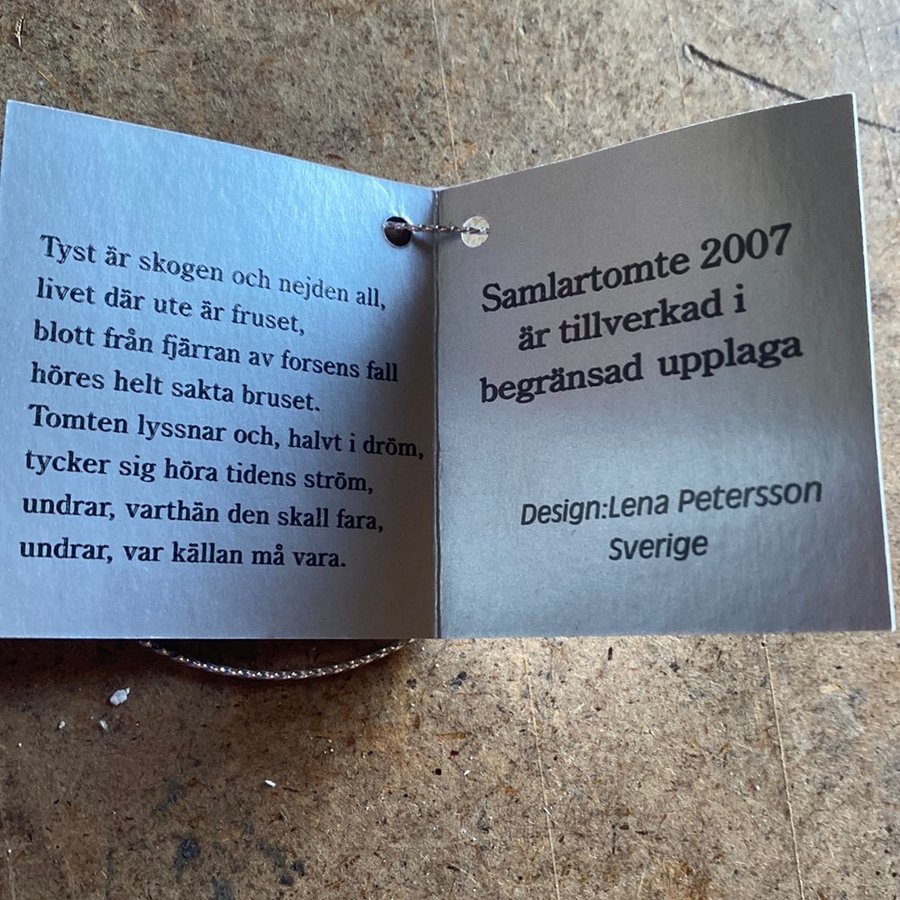 Tyst är skogen och nejden all,
livet där ute är fruset,
blott från fjärran av forsens fall
höres helt sakta bruset.
Tomten lyssnar och, halvt i dröm,
tycker sig höra tidens ström,
undrar, varthän den skall fara,
undrar, var källan må vara.
Samlartomte 2007
är tillverkad i
begränsad upplaga
Design:Lena Petersson
Sverige